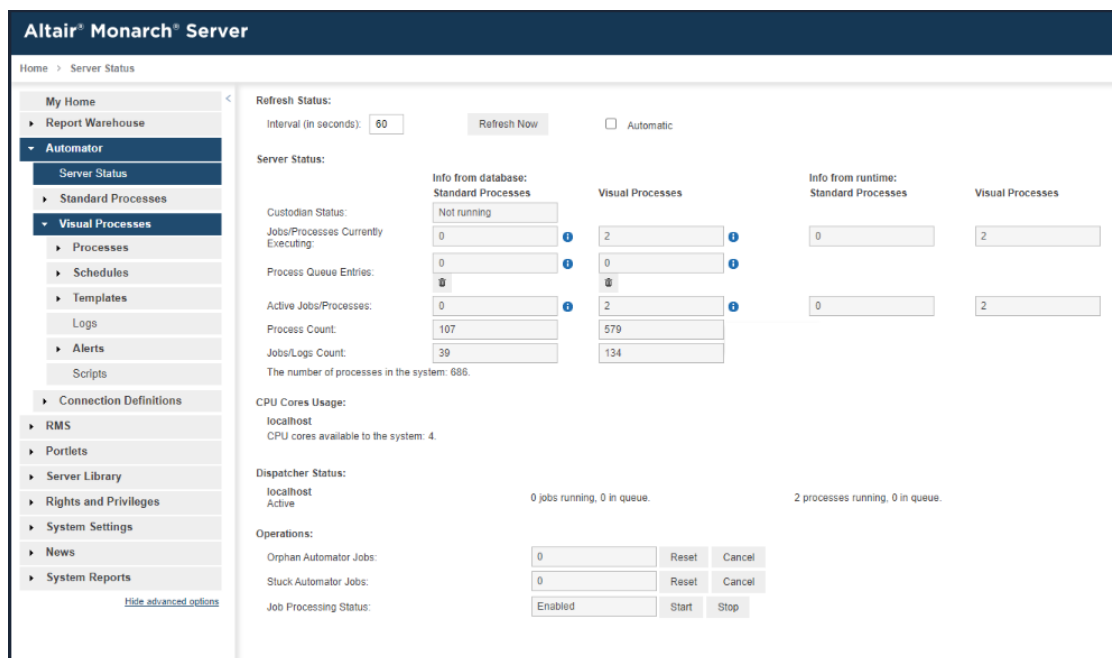 Altair® Monarch® Server
Home > Server Status
My Home
Report Warehouse
Automator
Server Status
Standard Processes
Visual Processes
Processes
Schedules
Templates
Logs
Alerts
Scripts
Connection Definitions
RMS
Portlets
Server Library
Rights and Privileges
System Settings
News
System Reports
Hide advanced options
Refresh Status:
Interval (in seconds): 60 Refresh Now Automatic
Server Status:
Info from database: Info from runtime:
Standard Processes Visual Processes Standard Processes Visual Processes
Custodian Status: Not running
Jobs/Processes Currently
Executing: 0 2 0 2
Process Queue Entries: 0 0
Active Jobs/Processes: 0 2 0 2
Process Count: 107 579
Jobs/Logs Count: 39 134
The number of processes in the system: 686.
CPU Cores Usage:
localhost
CPU cores available to the system: 4.
Dispatcher Status:
localhost
Active 0 jobs running, 0 in queue. 2 processes running, 0 in queue.
Operations:
Orphan Automator Jobs: 0 Reset Cancel
Stuck Automator Jobs: 0 Reset Cancel
Job Processing Status: Enabled Start Stop